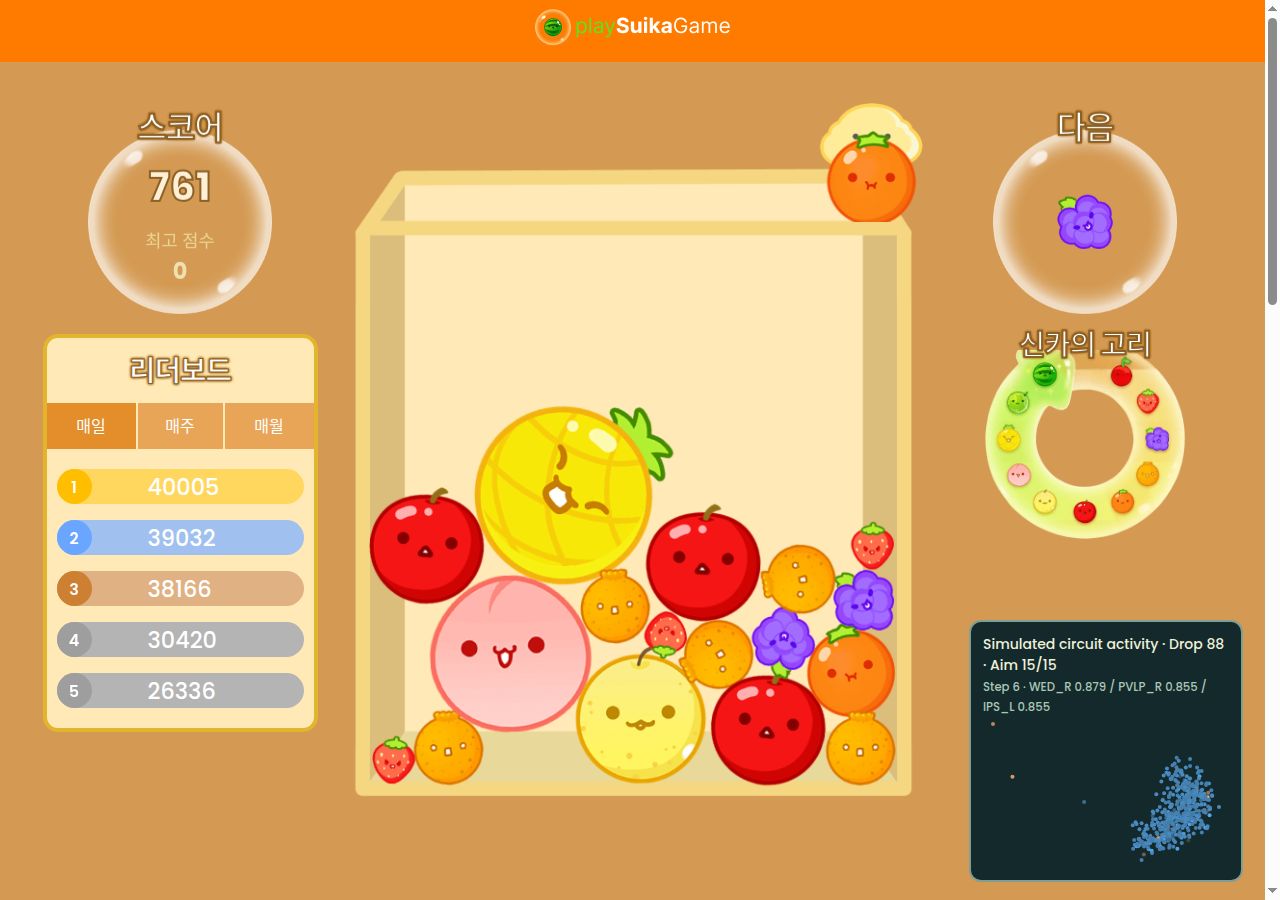 playSuikaGame
스코어
761
최고 점수
0
다음
리더보드
매일 매주 매월
1 40005
2 39032
3 38166
4 30420
5 26336
신카의 고리
Simulated circuit activity · Drop 88
· Aim 15/15
Step 6 · WED_R 0.879 / PVLP_R 0.855 /
IPS_L 0.855